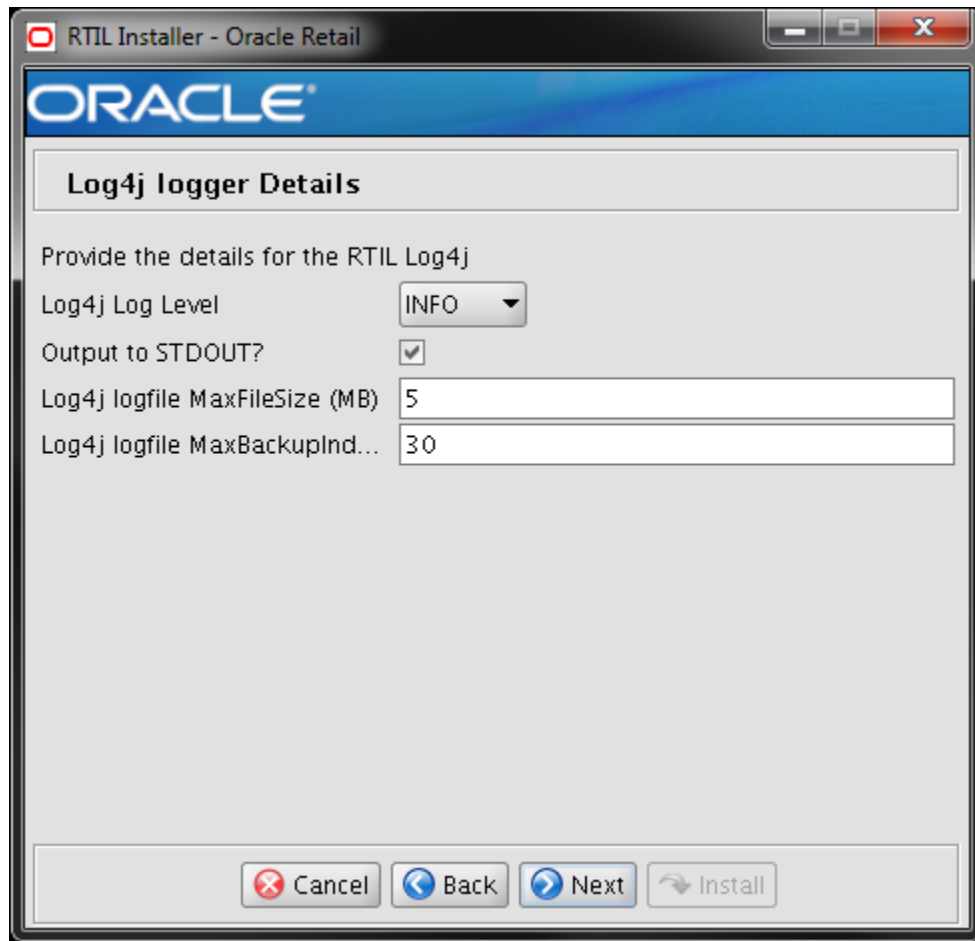 RTIL Installer - Oracle Retail
ORACLE®
Log4j logger Details
Provide the details for the RTIL Log4j
Log4j Log Level INFO
Output to STDOUT?
Log4j logfile MaxFileSize (MB) 5
Log4j logfile MaxBackupInd... 30
Cancel Back Next Install